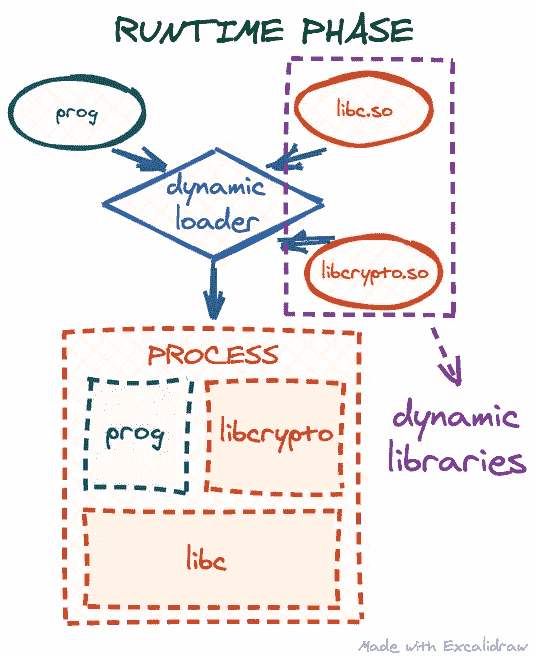 RUNTIME PHASE
prog
libc.so
dynamic
loader
libcrypto.so
PROCESS
prog
libcrypto
dynamic
libraries
libc
Made with Excalidraw